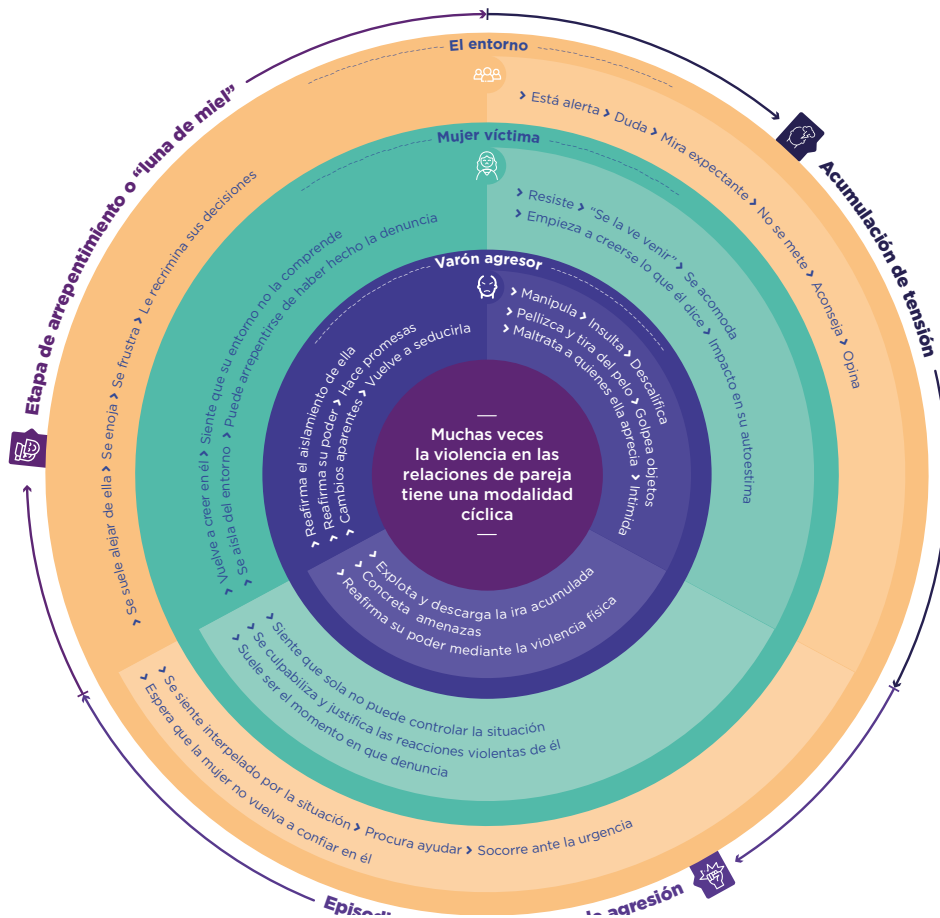 Etapa de arrepentimiento o “luna de miel”
Acumulación de tensión
de agresión
El entorno
› Está alerta › Duda › Mira expectante › No se mete › Aconseja › Opina
› Se siente interpelado por la situación › Procura ayudar › Socorre ante la urgencia
› Espera que la mujer no vuelva a confiar en él
› Se suele alejar de ella › Se enoja › Se frustra › Le recrimina sus decisiones
Mujer víctima
› Resiste › “Se la ve venir” › Se acomoda
› Empieza a creerse lo que él dice › Impacto en su autoestima
› Siente que sola no puede controlar la situación
› Se culpabiliza y justifica las reacciones violentas de él
› Suele ser el momento en que denuncia
› Vuelve a creer en él › Siente que su entorno no la comprende
› Se aisla del entorno › Puede arrepentirse de haber hecho la denuncia
Varón agresor
› Manipula › Insulta › Descalifica
› Pellizca y tira del pelo › Golpea objetos
› Maltrata a quienes ella aprecia › Intimida
› Explota y descarga la ira acumulada
› Concreta amenazas
› Reafirma su poder mediante la violencia física
› Reafirma el aislamiento de ella
› Reafirma su poder › Hace promesas
› Cambios aparentes › Vuelve a seducirla
Muchas veces
la violencia en las
relaciones de pareja
tiene una modalidad
cíclica